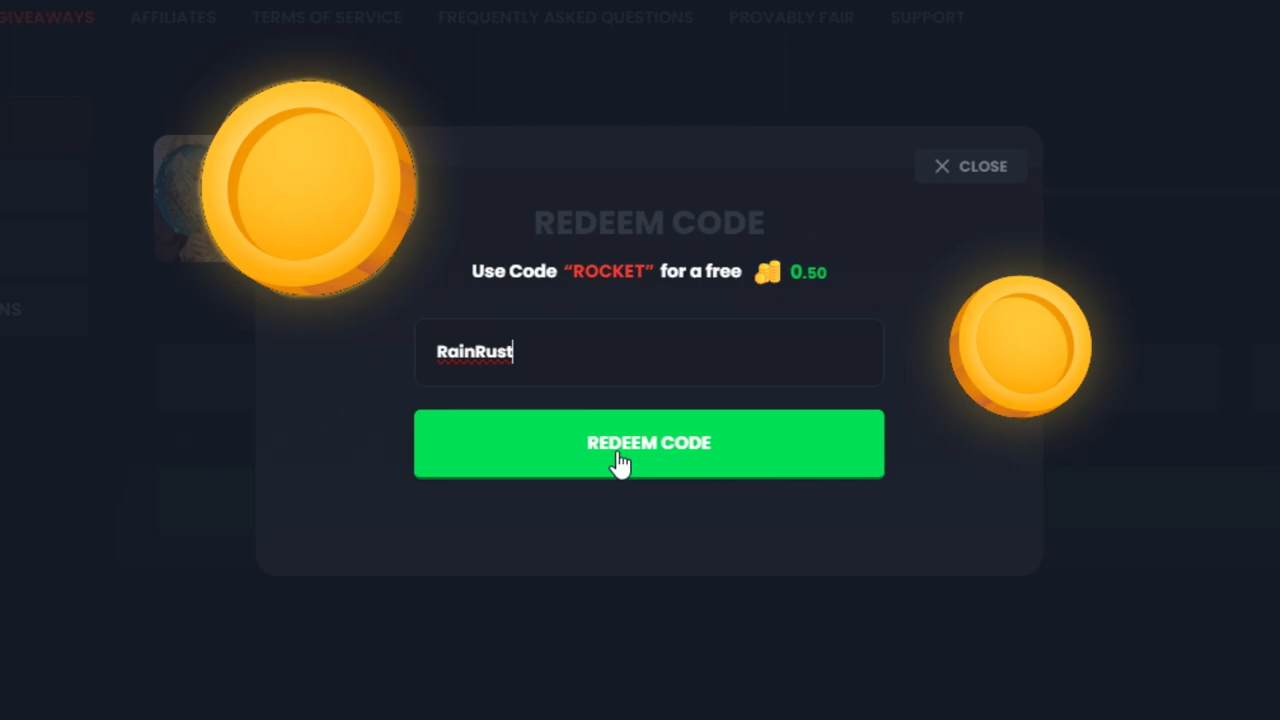 GIVEAWAYS AFFILIATES TERMS OF SERVICE FREQUENTLY ASKED QUESTIONS PROVABLY FAIR SUPPORT
CLOSE
REDEEM CODE
Use Code “ROCKET” for a free 0.50
NS
RainRust
REDEEM CODE